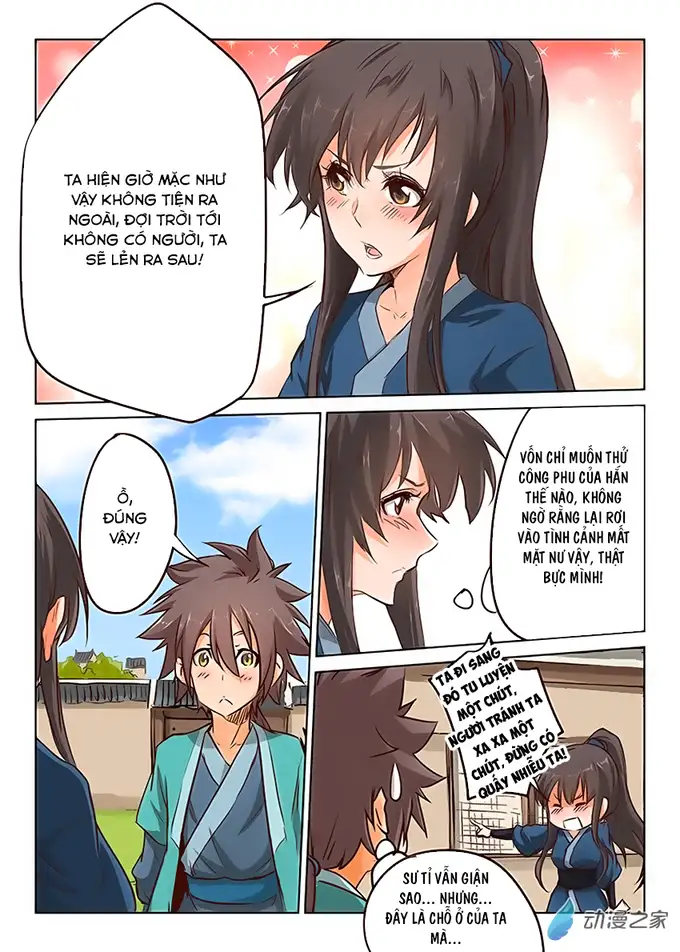 TA HIỆN GIỜ MẶC NHƯ
VẬY KHÔNG TIỆN RA
NGOÀI, ĐỢI TRỜI TỚI
KHÔNG CÓ NGƯỜI, TA
SẼ LẺN RA SAU!
Ồ,
ĐÚNG
VẬY!
VỐN CHỈ MUỐN THỬ
CÔNG PHU CỦA HẮN
THẾ NÀO, KHÔNG
NGỜ RẰNG LẠI RƠI
VÀO TÌNH CẢNH MẤT
MẶT NƯ VẬY, THẬT
BỰC MÌNH!
TA ĐI SANG
ĐÓ TU LUYỆN
MỘT CHÚT,
NGƯƠI TRÁNH TA
XA XA MỘT
CHÚT, ĐỪNG CÓ
QUẤY NHIỄU TA!
SƯ TỈ VẪN GIẬN
SAO... NHƯNG...
ĐÂY LÀ CHỖ Ở CỦA TA
MÀ...
动漫之家